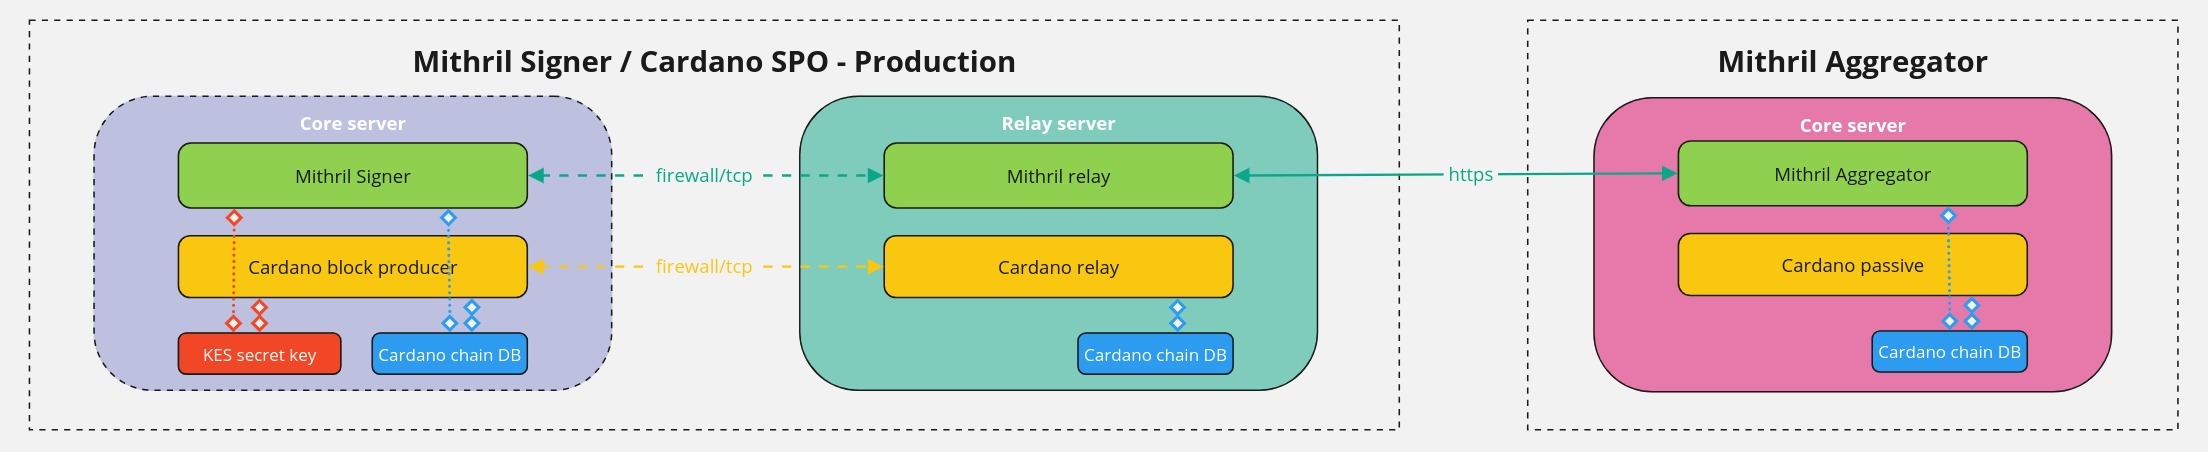 Mithril Signer / Cardano SPO - Production
Core server
Mithril Signer
Cardano block producer
KES secret key
Cardano chain DB
firewall/tcp
firewall/tcp
Relay server
Mithril relay
Cardano relay
Cardano chain DB
https
Mithril Aggregator
Core server
Mithril Aggregator
Cardano passive
Cardano chain DB